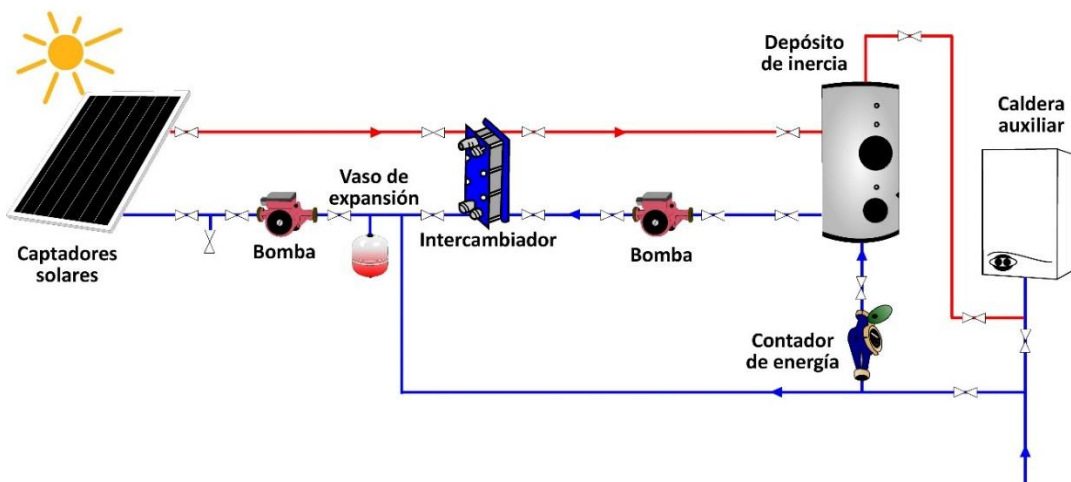 Depósito
de inercia
Caldera
auxiliar
Vaso de
expansión
Captadores
solares
Bomba
Intercambiador
Bomba
Contador
de energía